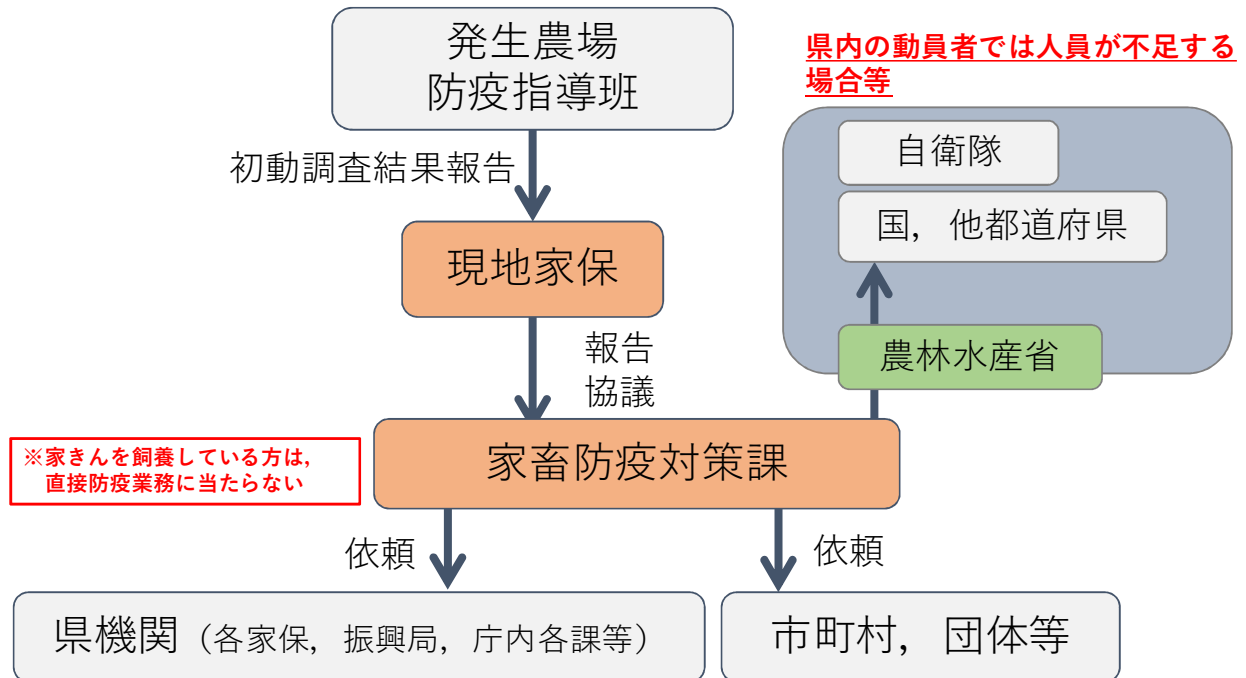 発生農場
防疫指導班
県内の動員者では人員が不足する
場合等
自衛隊
初動調査結果報告
国，他都道府県
現地家保
農林水産省
報告
協議
家畜防疫対策課
※家きんを飼養している方は，
直接防疫業務に当たらない
依頼
依頼
県機関（各家保，振興局，庁内各課等）
市町村，団体等